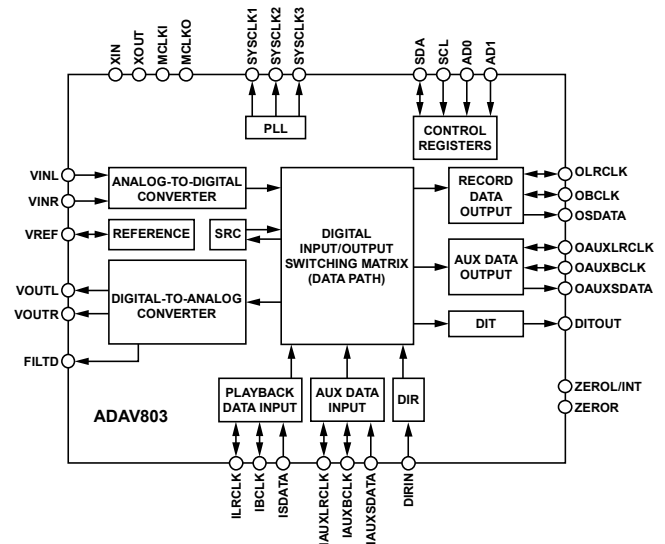 XIN
XOUT
MCLKI
MCLKO
SYSCLK1
SYSCLK2
SYSCLK3
SDA
SCL
AD0
AD1
PLL
CONTROL
REGISTERS
VINL
VINR
VREF
VOUTL
VOUTR
FILTD
ANALOG-TO-DIGITAL
CONVERTER
REFERENCE
SRC
DIGITAL-TO-ANALOG
CONVERTER
DIGITAL
INPUT/OUTPUT
SWITCHING MATRIX
(DATA PATH)
RECORD
DATA
OUTPUT
AUX DATA
OUTPUT
DIT
OLRCLK
OBCLK
OSDATA
OAUXLRCLK
OAUXBCLK
OAUXSDATA
DITOUT
ZEROL/INT
ZEROR
PLAYBACK
DATA INPUT
AUX DATA
INPUT
DIR
ADAV803
ILRCLK
IBCLK
ISDATA
IAUXLRCLK
IAUXBCLK
IAUXSDATA
DIRIN